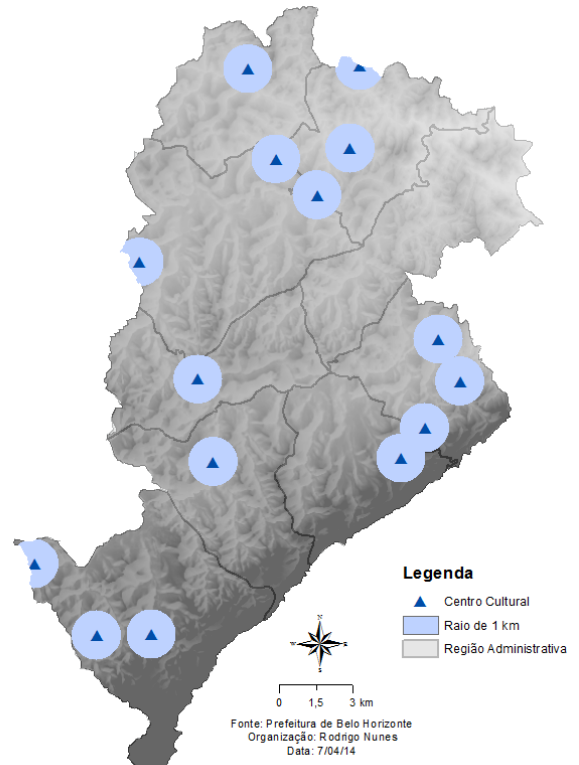 Legenda
Centro Cultural
Raio de 1 km
Região Administrativa
N
W E
S
0 1,5 3 km
Fonte: Prefeitura de Belo Horizonte
Organização: Rodrigo Nunes
Data: 7/04/14